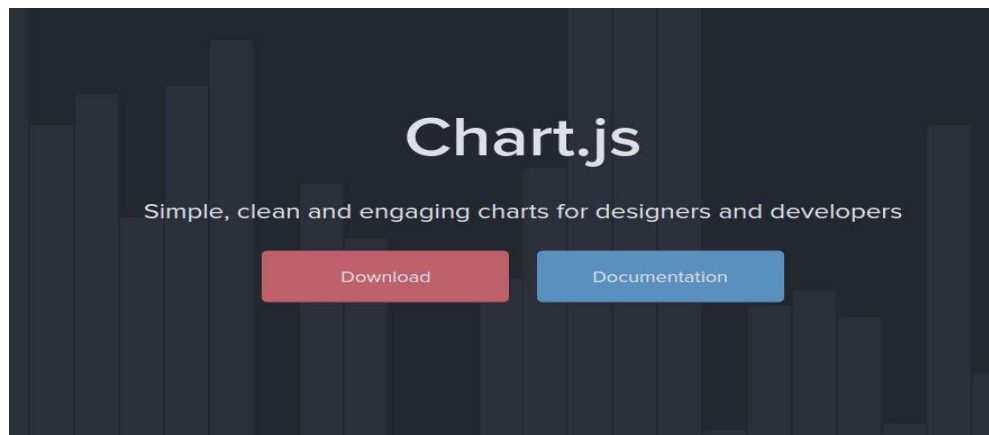 Chart.js
Simple, clean and engaging charts for designers and developers
Download
Documentation